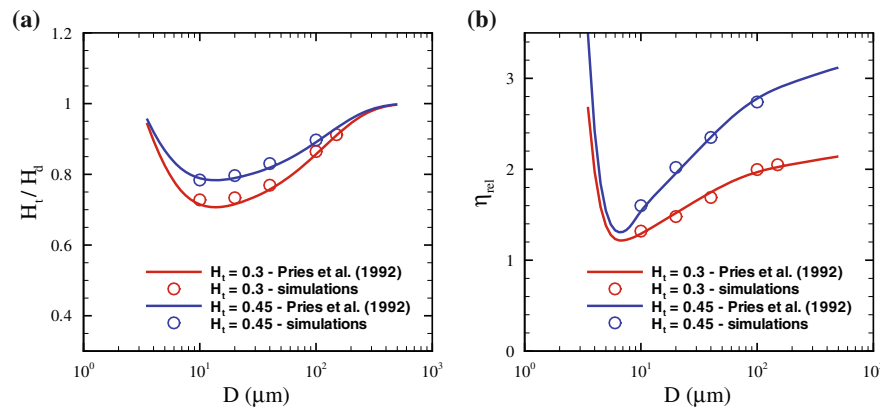 (a)
1.2
1
0.8
0.6
0.4
H_t / H_d
H_t = 0.3 - Pries et al. (1992)
H_t = 0.3 - simulations
H_t = 0.45 - Pries et al. (1992)
H_t = 0.45 - simulations
10^0 10^1 10^2 10^3
D (μm)
(b)
3
2
1
0
η_rel
H_t = 0.3 - Pries et al. (1992)
H_t = 0.3 - simulations
H_t = 0.45 - Pries et al. (1992)
H_t = 0.45 - simulations
10^0 10^1 10^2 10
D (μm)